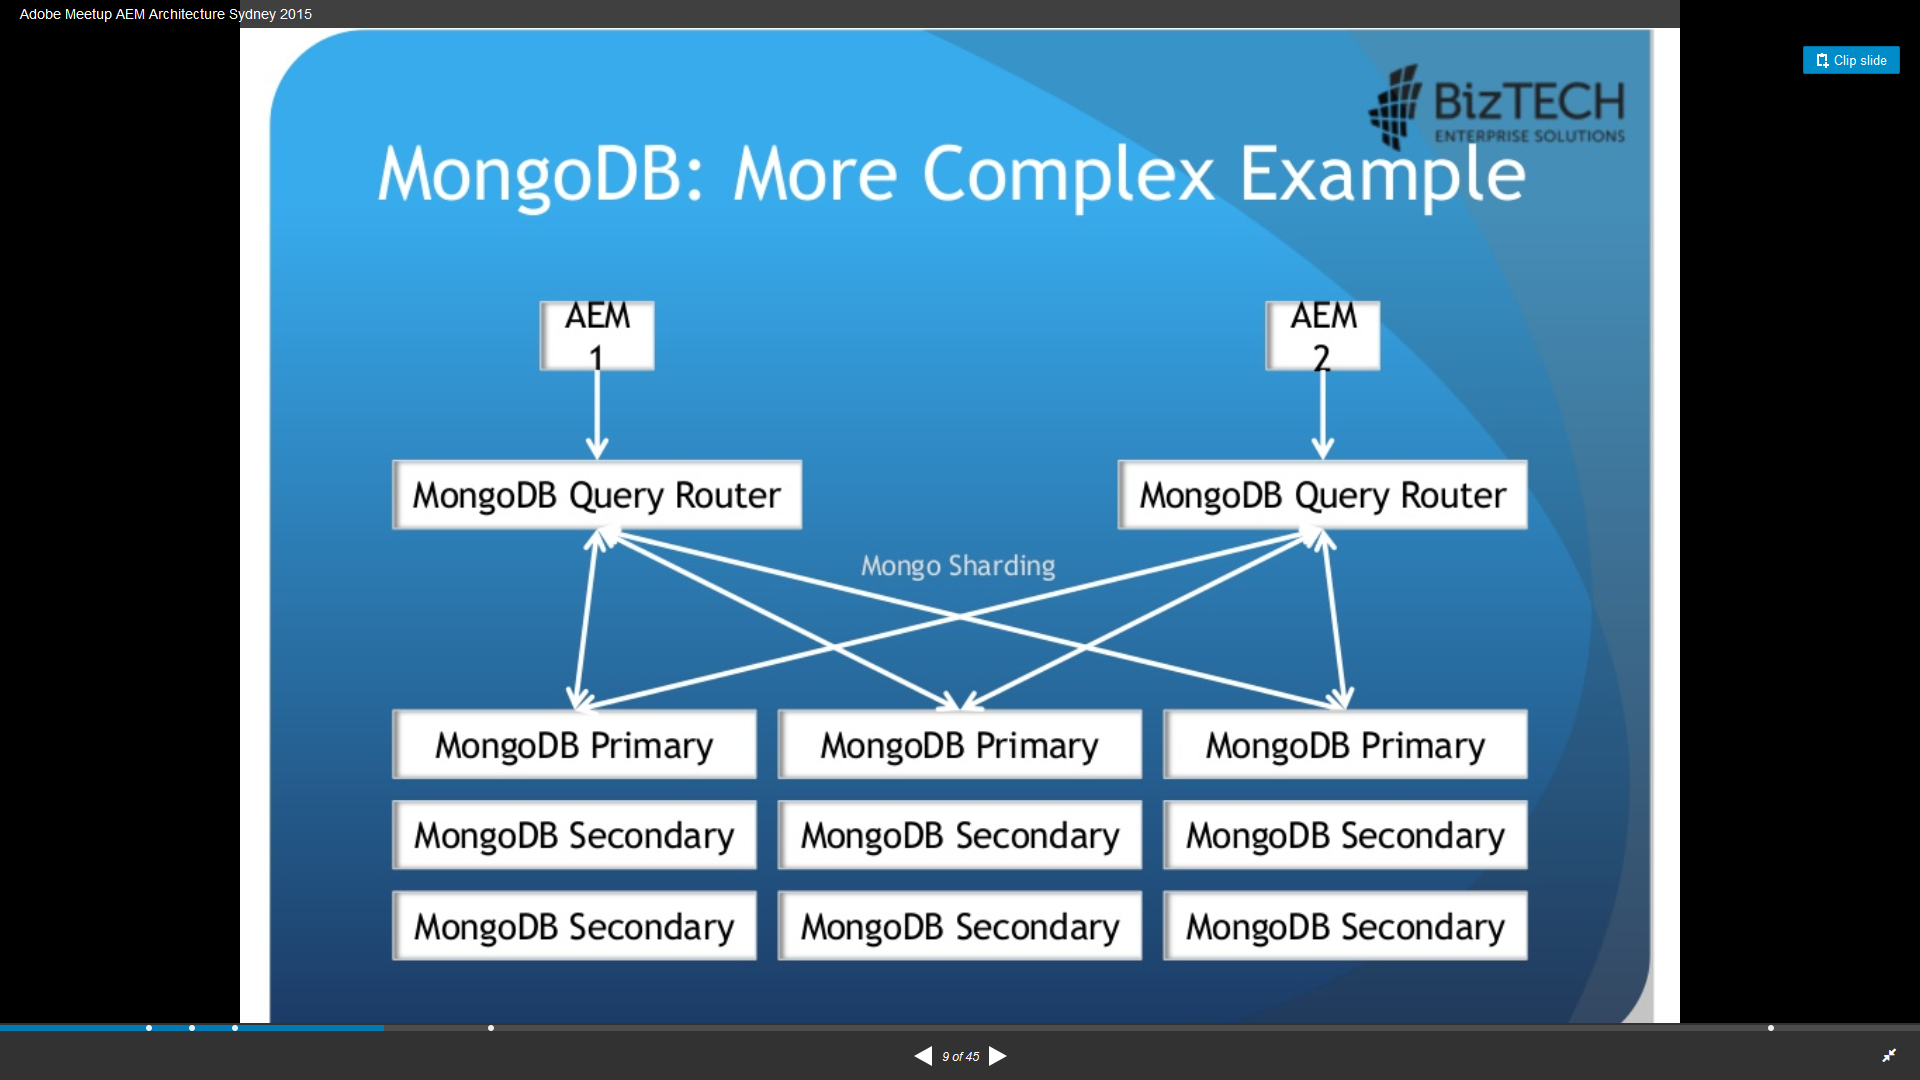 Adobe Meetup AEM Architecture Sydney 2015
Clip slide
BizTECH
ENTERPRISE SOLUTIONS
MongoDB: More Complex Example
AEM
1
AEM
2
MongoDB Query Router
MongoDB Query Router
Mongo Sharding
MongoDB Primary
MongoDB Primary
MongoDB Primary
MongoDB Secondary
MongoDB Secondary
MongoDB Secondary
MongoDB Secondary
MongoDB Secondary
MongoDB Secondary
9 of 45